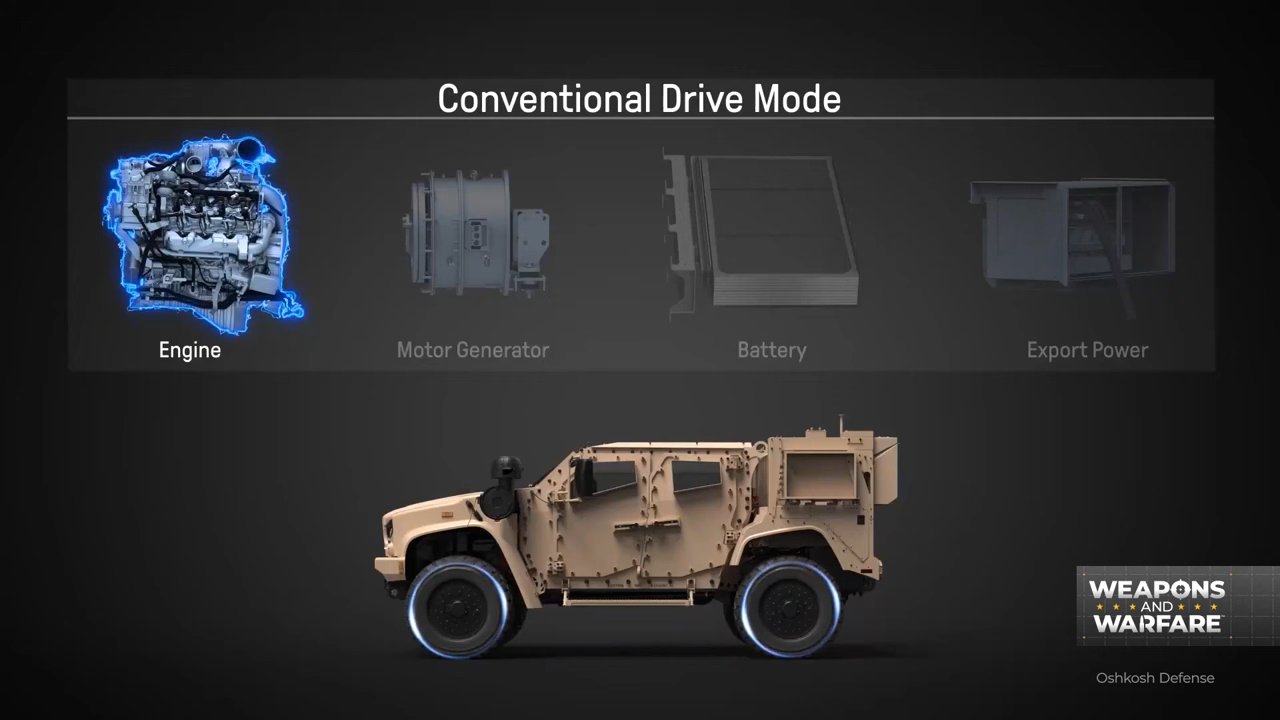 Conventional Drive Mode
Engine
Motor Generator
Battery
Export Power
WEAPONS
AND
WARFARE
Oshkosh Defense